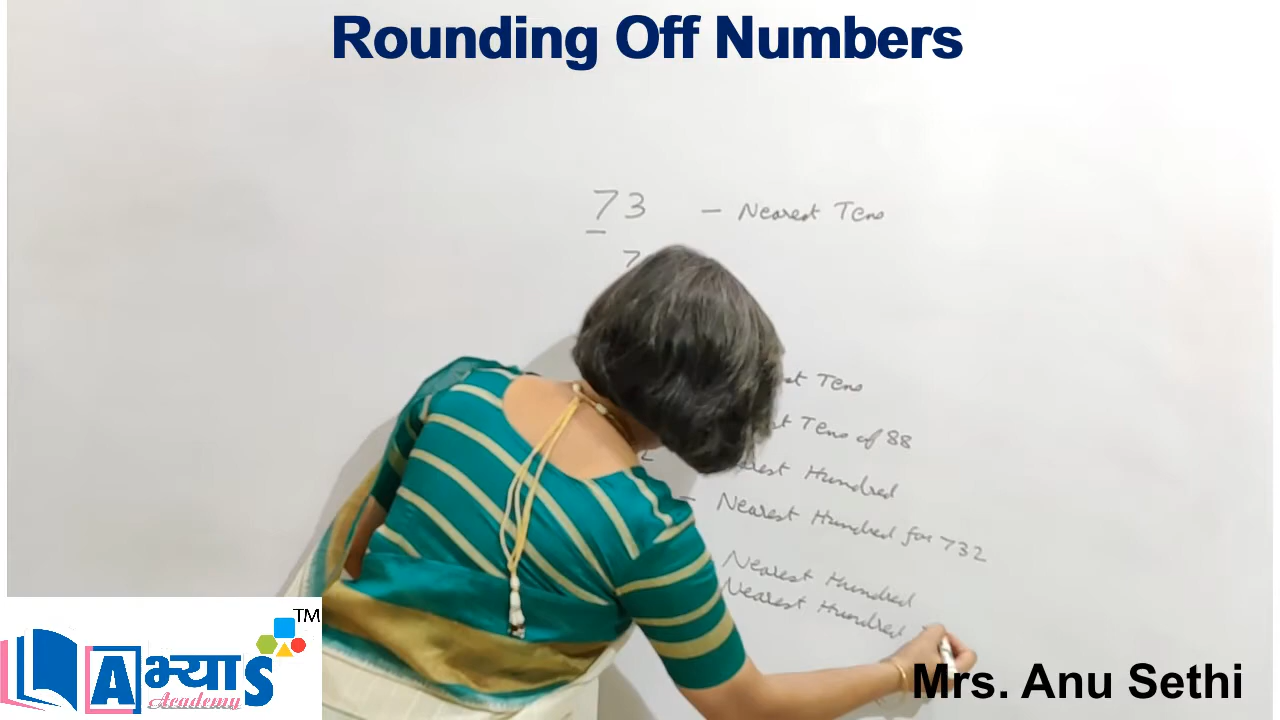 Rounding Off Numbers
73 - Nearest Tens
7
Tens
Tens of 88
Hundred
- Nearest Hundred for 732
Nearest Hundred
Nearest Hundred
TM
अभ्याS
Academy
Mrs. Anu Sethi